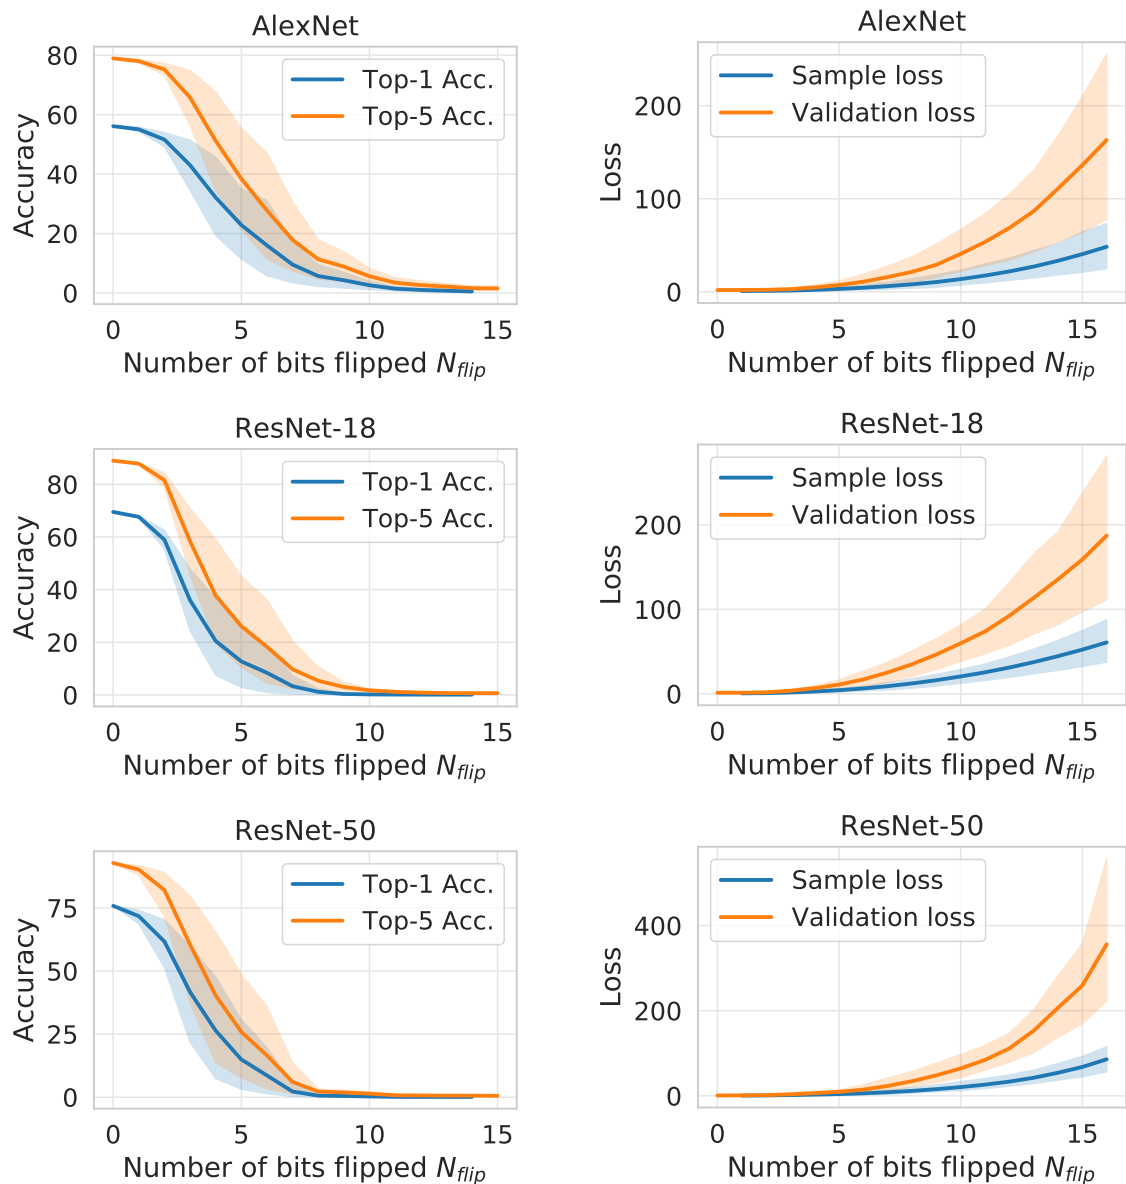 AlexNet
80
60
40
20
0
Accuracy
Top-1 Acc.
Top-5 Acc.
0 5 10 15
Number of bits flipped N_flip
AlexNet
200
100
0
Loss
Sample loss
Validation loss
0 5 10 15
Number of bits flipped N_flip
ResNet-18
80
60
40
20
0
Accuracy
Top-1 Acc.
Top-5 Acc.
0 5 10 15
Number of bits flipped N_flip
ResNet-18
200
100
0
Loss
Sample loss
Validation loss
0 5 10 15
Number of bits flipped N_flip
ResNet-50
75
50
25
0
Accuracy
Top-1 Acc.
Top-5 Acc.
0 5 10 15
Number of bits flipped N_flip
ResNet-50
400
200
0
Loss
Sample loss
Validation loss
0 5 10 15
Number of bits flipped N_flip